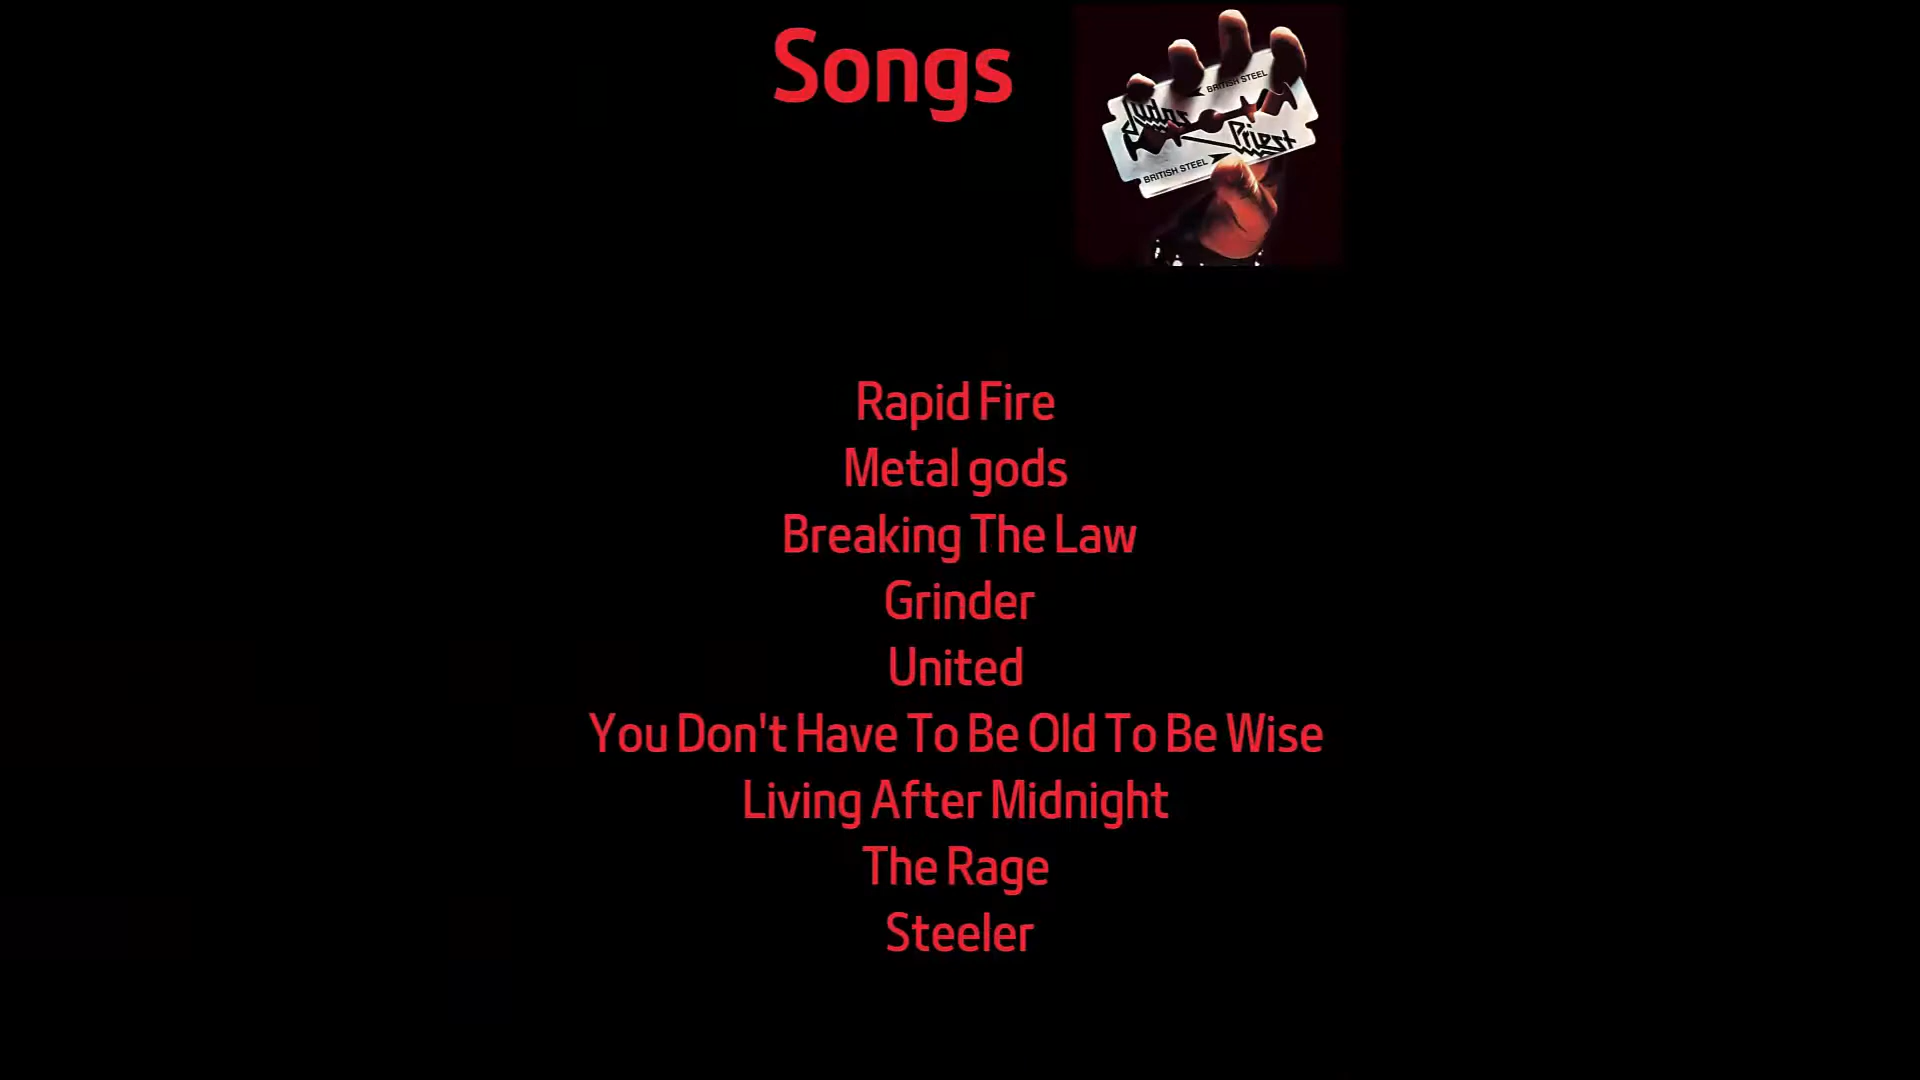 Songs
BRITISH STEEL
Judas
Priest
BRITISH STEEL
Rapid Fire
Metal gods
Breaking The Law
Grinder
United
You Don't Have To Be Old To Be Wise
Living After Midnight
The Rage
Steeler